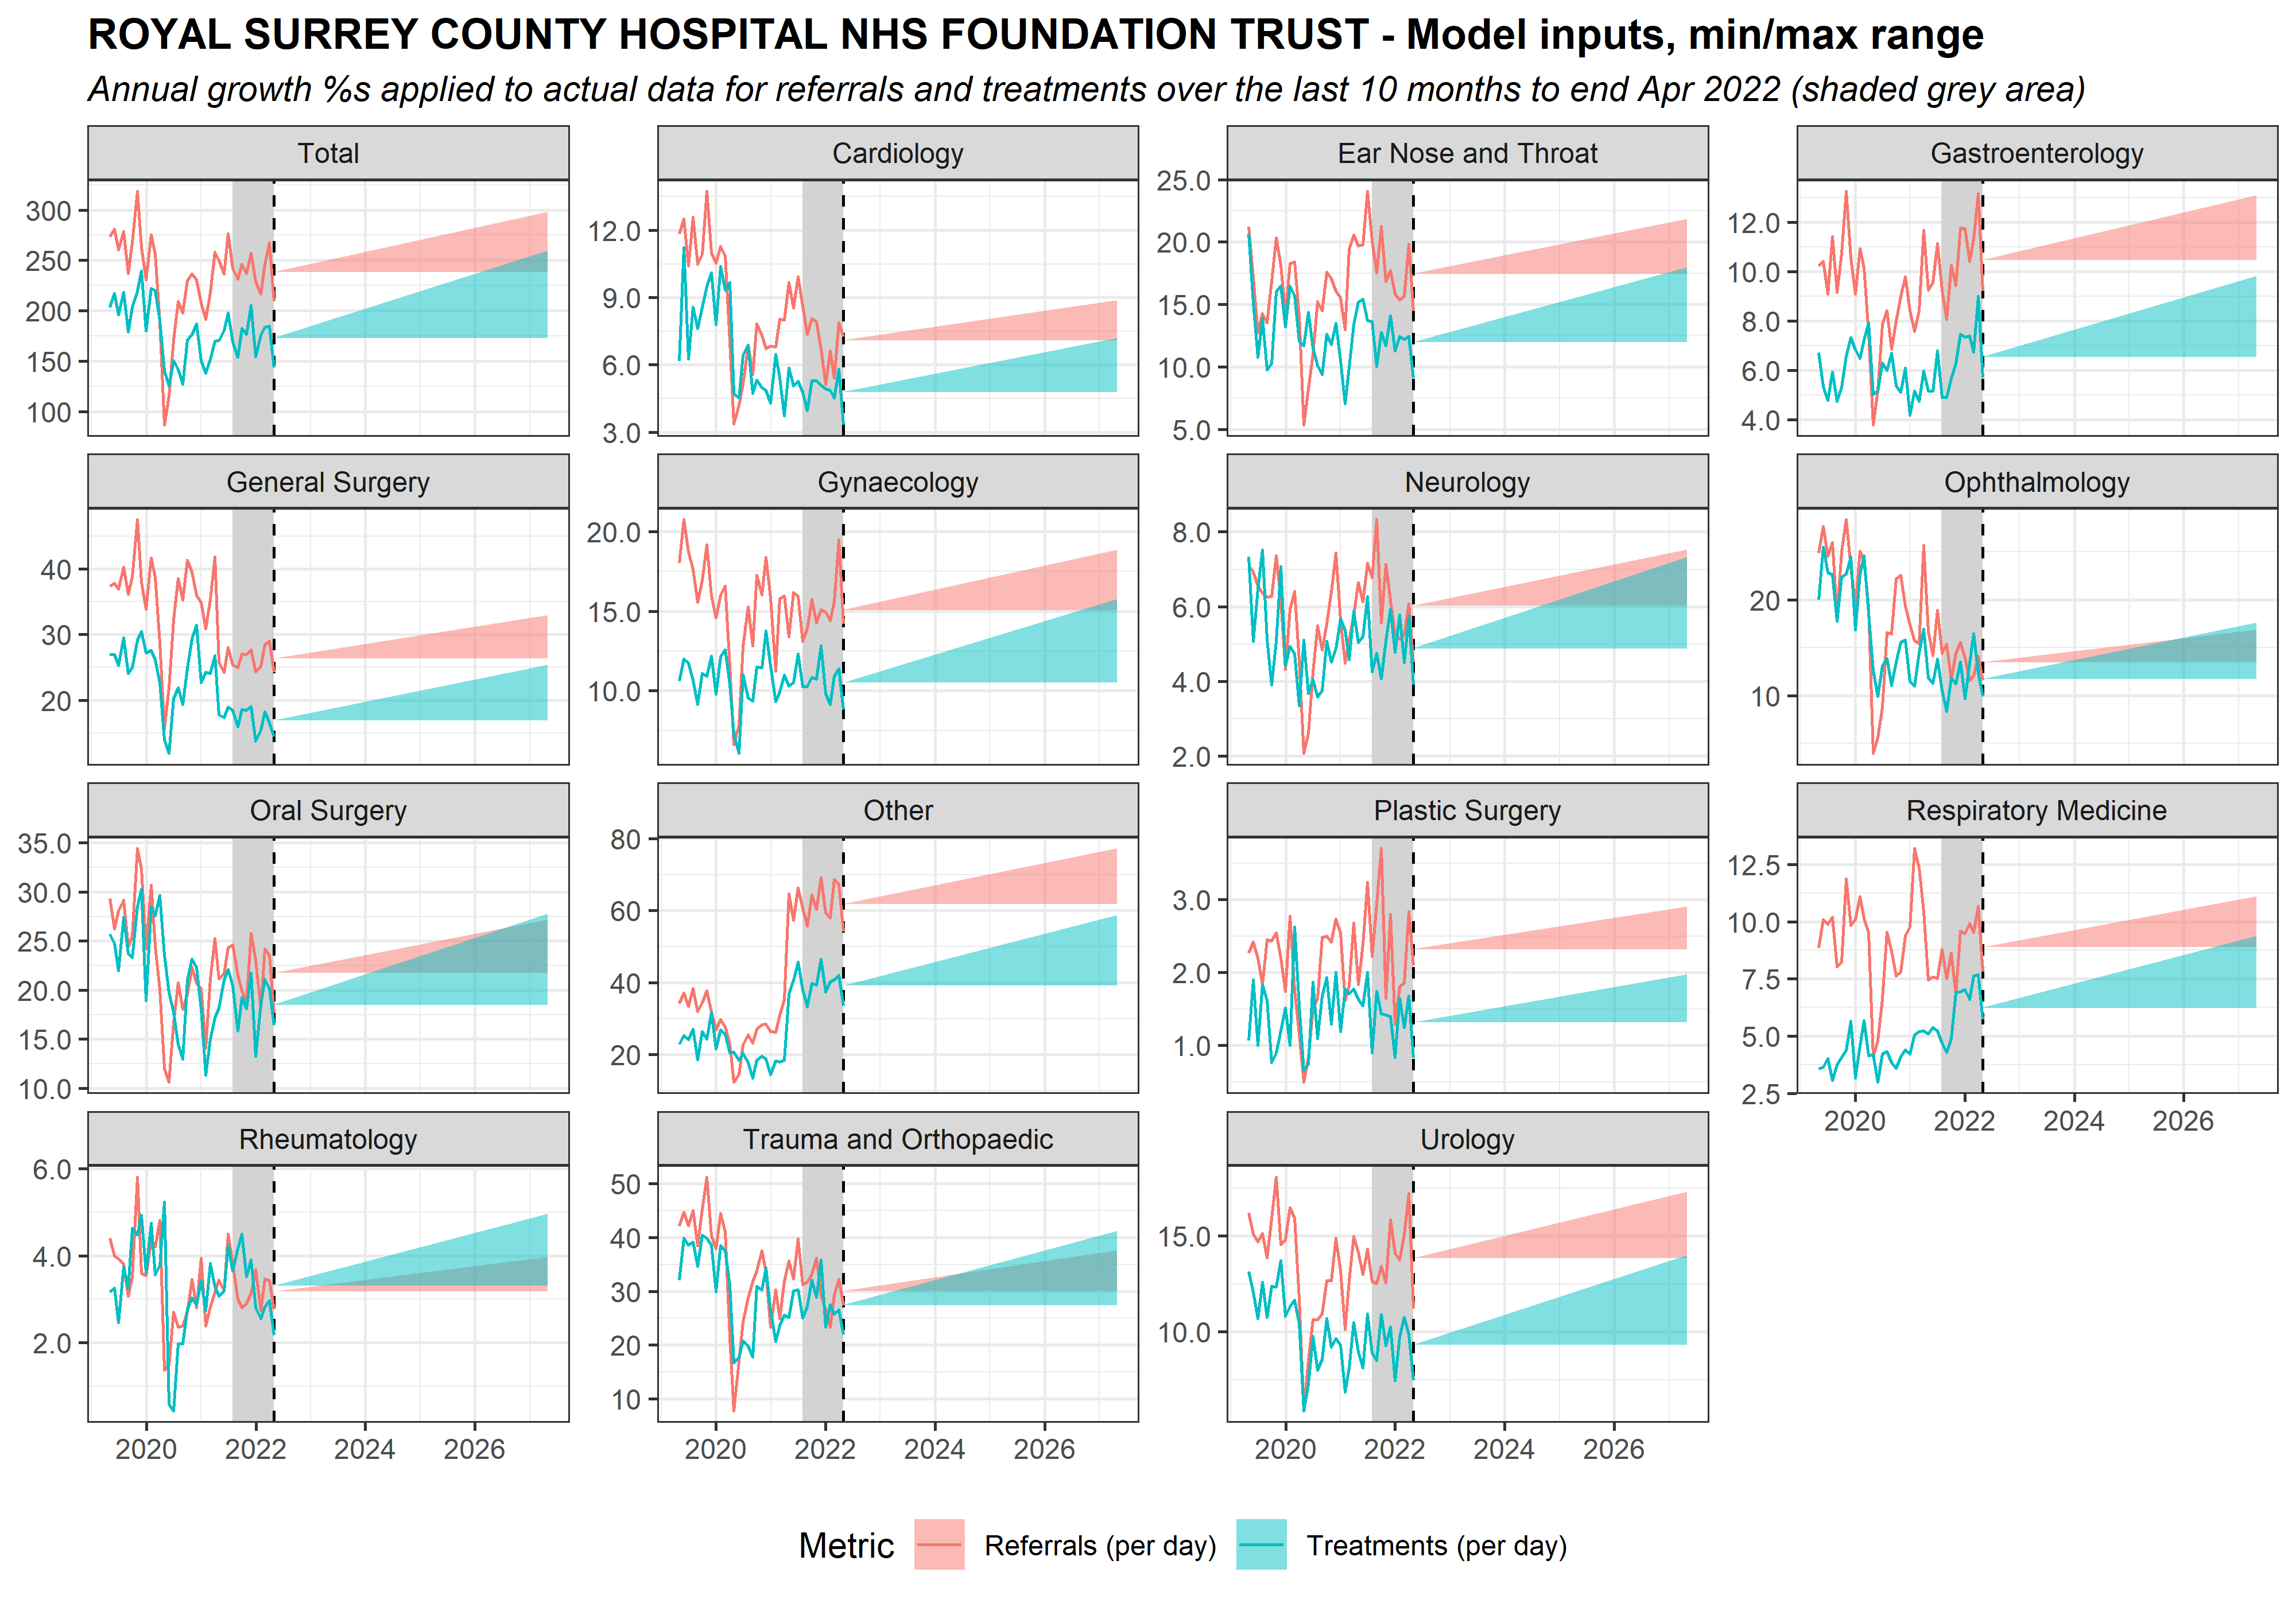 ROYAL SURREY COUNTY HOSPITAL NHS FOUNDATION TRUST - Model inputs, min/max range
Annual growth %s applied to actual data for referrals and treatments over the last 10 months to end Apr 2022 (shaded grey area)
Total
Cardiology
Ear Nose and Throat
Gastroenterology
300
250
200
150
100
12.0
9.0
6.0
3.0
25.0
20.0
15.0
10.0
5.0
12.0
10.0
8.0
6.0
4.0
General Surgery
Gynaecology
Neurology
Ophthalmology
40
30
20
20.0
15.0
10.0
8.0
6.0
4.0
2.0
20
10
Oral Surgery
Other
Plastic Surgery
Respiratory Medicine
35.0
30.0
25.0
20.0
15.0
10.0
80
60
40
20
3.0
2.0
1.0
12.5
10.0
7.5
5.0
2.5
2020 2022 2024 2026
Rheumatology
Trauma and Orthopaedic
Urology
6.0
4.0
2.0
50
40
30
20
10
15.0
10.0
2020 2022 2024 2026
2020 2022 2024 2026
2020 2022 2024 2026
Metric Referrals (per day) Treatments (per day)